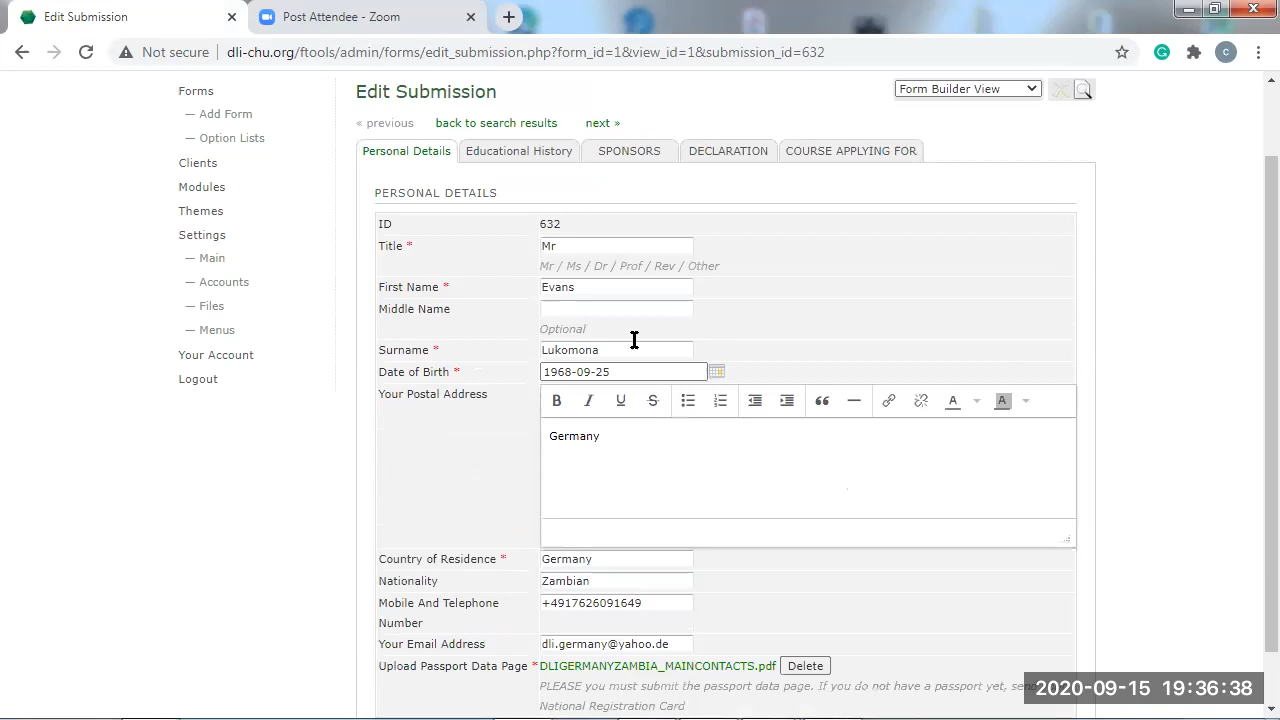 Edit Submission
Post Attendee - Zoom
Not secure
dli-chu.org/ftools/admin/forms/edit_submission.php?form_id=1&view_id=1&submission_id=632
c
Forms
— Add Form
— Option Lists
Clients
Modules
Themes
Settings
— Main
— Accounts
— Files
— Menus
Your Account
Logout
Edit Submission
Form Builder View
« previous
back to search results
next »
Personal Details
Educational History
SPONSORS
DECLARATION
COURSE APPLYING FOR
PERSONAL DETAILS
ID 632
Title * Mr
Mr / Ms / Dr / Prof / Rev / Other
First Name * Evans
Middle Name
Optional
Surname * Lukomona
Date of Birth * 1968-09-25
Your Postal Address
B I U S A A
Germany
Country of Residence * Germany
Nationality Zambian
Mobile And Telephone Number +4917626091649
Your Email Address dli.germany@yahoo.de
Upload Passport Data Page * DLIGERMANYZAMBIA_MAINCONTACTS.pdf Delete
PLEASE you must submit the passport data page. If you do not have a passport yet,
National Registration Card
2020-09-15 19:36:38